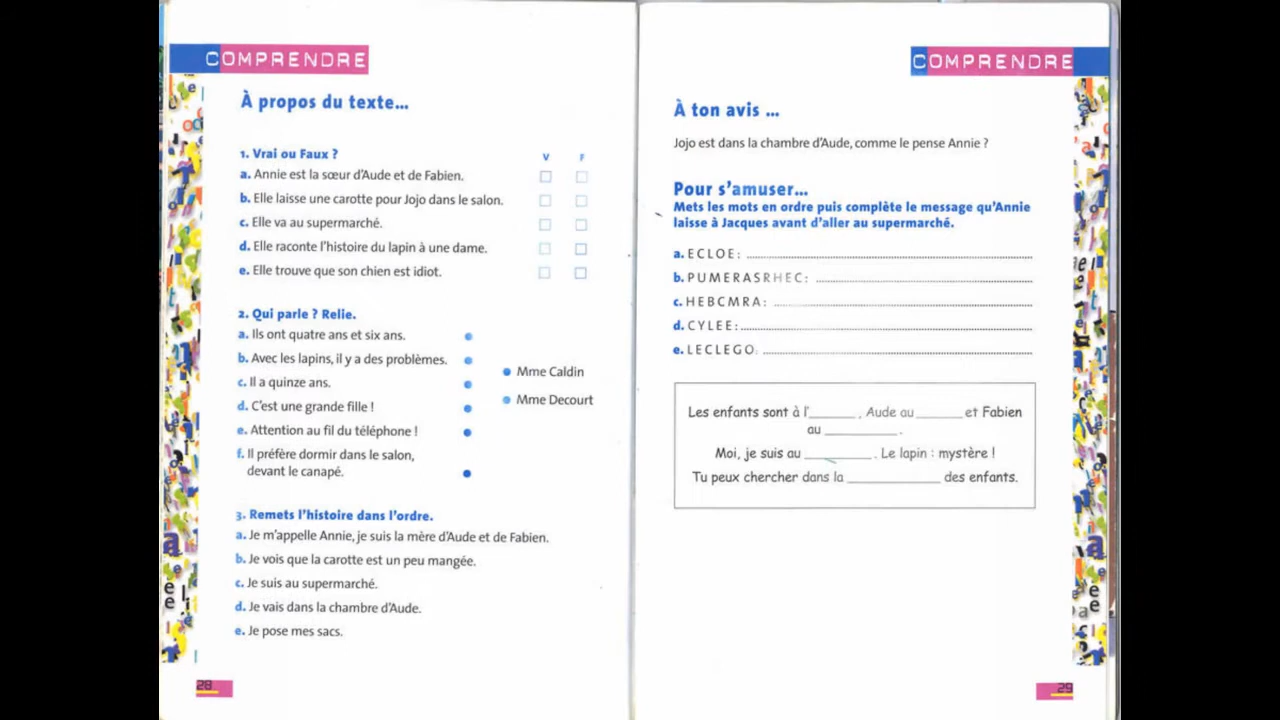 COMPRENDRE
À propos du texte...
1. Vrai ou Faux ?
V F
a. Annie est la sœur d'Aude et de Fabien.
b. Elle laisse une carotte pour Jojo dans le salon.
c. Elle va au supermarché.
d. Elle raconte l'histoire du lapin à une dame.
e. Elle trouve que son chien est idiot.
2. Qui parle ? Relie.
a. Ils ont quatre ans et six ans.
b. Avec les lapins, il y a des problèmes.
c. Il a quinze ans.
d. C'est une grande fille !
e. Attention au fil du téléphone !
f. Il préfère dormir dans le salon,
devant le canapé.
Mme Caldin
Mme Decourt
3. Remets l'histoire dans l'ordre.
a. Je m'appelle Annie, je suis la mère d'Aude et de Fabien.
b. Je vois que la carotte est un peu mangée.
c. Je suis au supermarché.
d. Je vais dans la chambre d'Aude.
e. Je pose mes sacs.
28
COMPRENDRE
À ton avis ...
Jojo est dans la chambre d'Aude, comme le pense Annie ?
Pour s'amuser...
Mets les mots en ordre puis complète le message qu'Annie
laisse à Jacques avant d'aller au supermarché.
a. E C L O E :
b. P U M E R A S R H E C :
c. H E B C M R A :
d. C Y L E E :
e. L E C L E G O :
Les enfants sont à l'_______ , Aude au _______ et Fabien
au __________ .
Moi, je suis au __________ . Le lapin : mystère !
Tu peux chercher dans la _____________ des enfants.
29